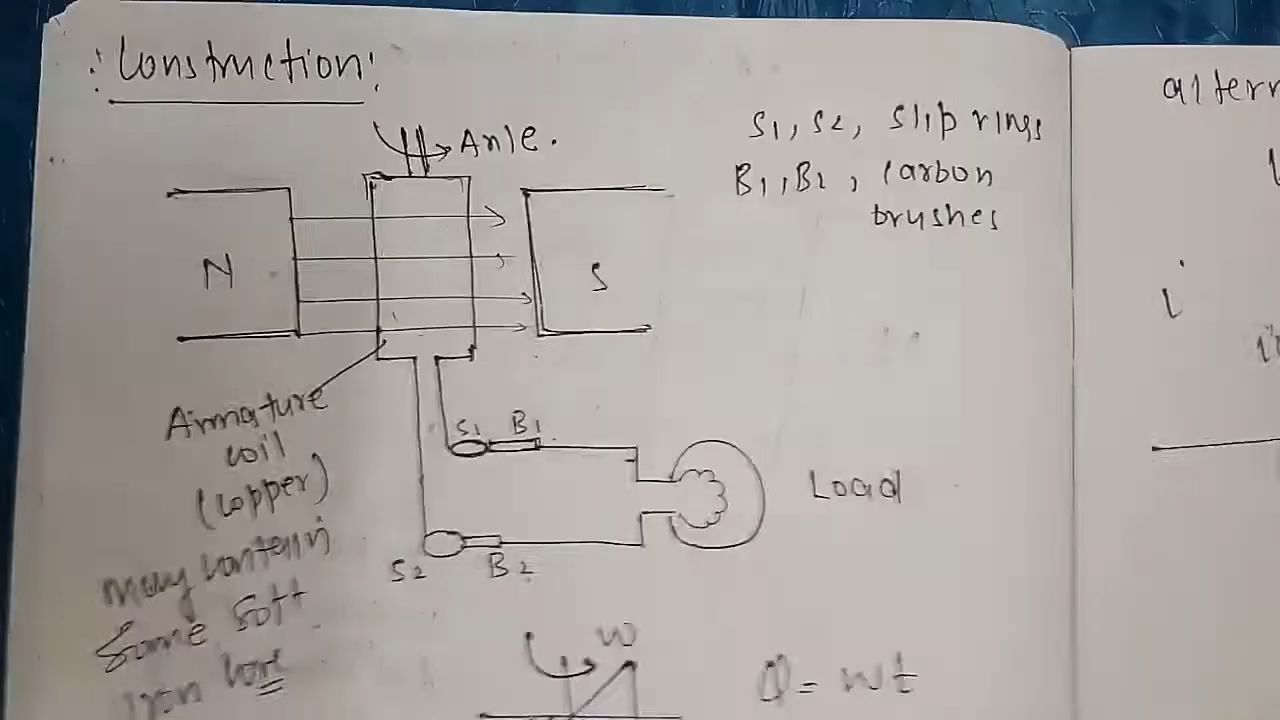 : Construction:
Axle.
S1, S2, Slip rings
B1, B2, Carbon
brushes
N
S
Armature
coil
(copper)
may contain
Some Soft
iron core
S1 B1
Load
S2 B2
W
θ = wt
altern
i